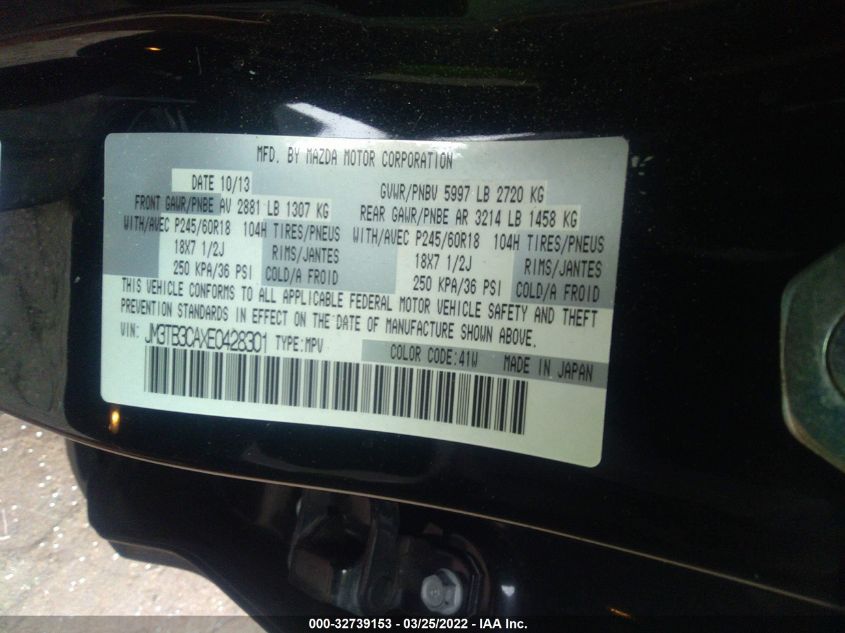 MFD. BY MAZDA MOTOR CORPORATION
DATE 10/13 GVWR/PNBV 5997 LB 2720 KG
FRONT GAWR/PNBE AV 2881 LB 1307 KG REAR GAWR/PNBE AR 3214 LB 1458 KG
WITH/AVEC P245/60R18 104H TIRES/PNEUS WITH/AVEC P245/60R18 104H TIRES/PNEUS
18X7 1/2J RIMS/JANTES 18X7 1/2J RIMS/JANTES
250 KPA/36 PSI COLD/A FROID 250 KPA/36 PSI COLD/A FROID
THIS VEHICLE CONFORMS TO ALL APPLICABLE FEDERAL MOTOR VEHICLE SAFETY AND THEFT
PREVENTION STANDARDS IN EFFECT ON THE DATE OF MANUFACTURE SHOWN ABOVE.
VIN: JM3TB3CAXE0428301 TYPE:MPV
COLOR CODE:41W MADE IN JAPAN
000-32739153 - 03/25/2022 - IAA Inc.